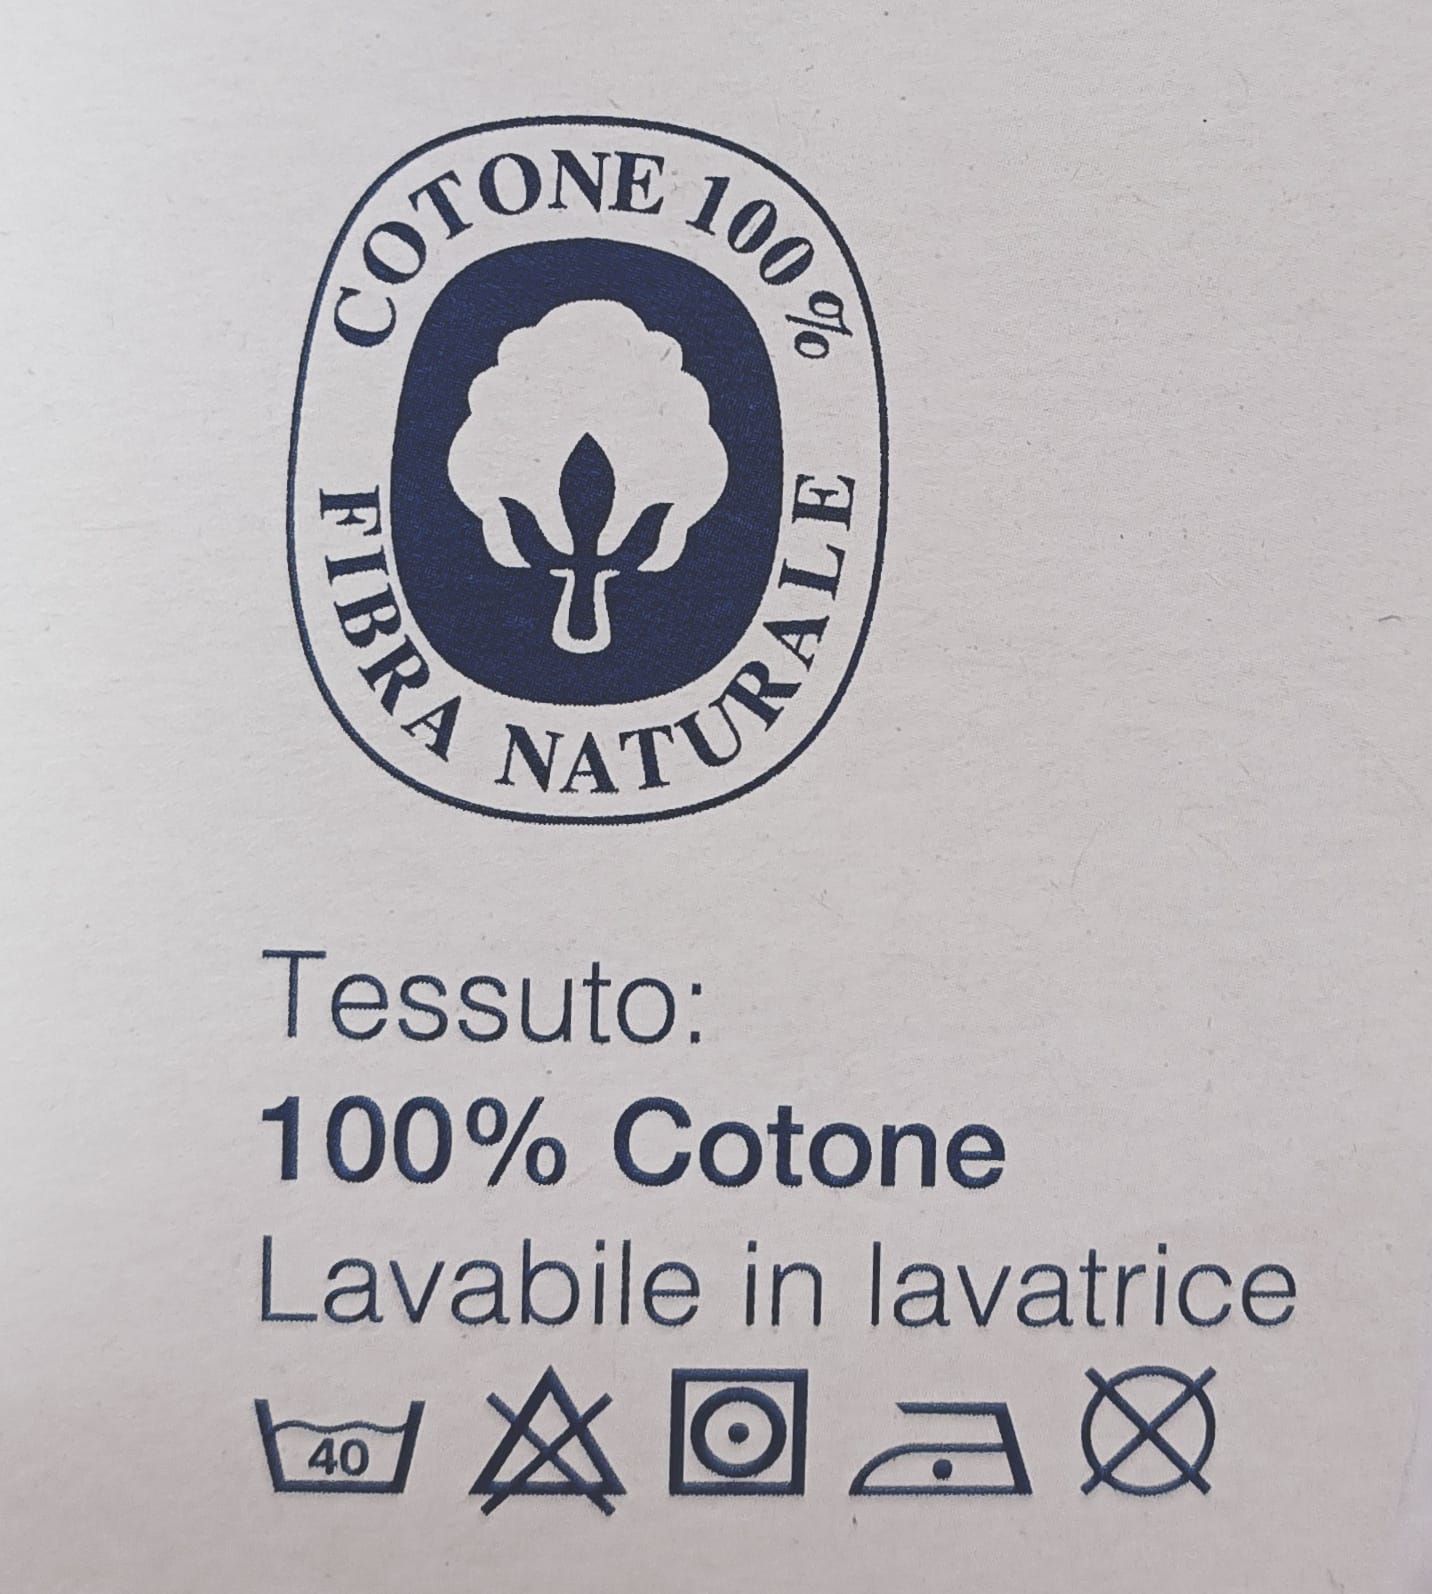 COTONE 100%
FIBRA NATURALE
Tessuto:
100% Cotone
Lavabile in lavatrice
40